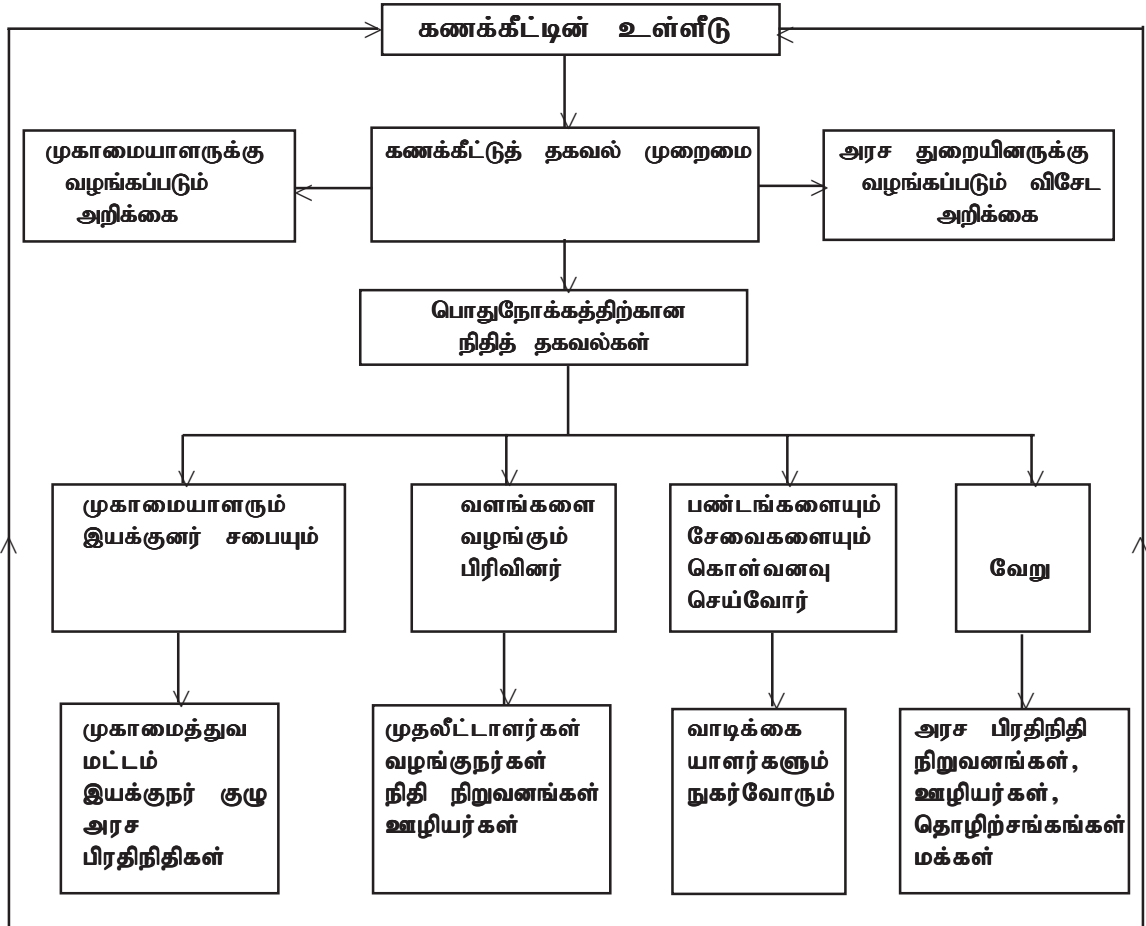 கணக்கீட்டின் உள்ளீடு
முகாமையாளருக்கு
வழங்கப்படும்
அறிக்கை
கணக்கீட்டுத் தகவல் முறைமை
அரச துறையினருக்கு
வழங்கப்படும் விசேட
அறிக்கை
பொதுநோக்கத்திற்கான
நிதித் தகவல்கள்
முகாமையாளரும்
இயக்குனர் சபையும்
வளங்களை
வழங்கும்
பிரிவினர்
பண்டங்களையும்
சேவைகளையும்
கொள்வனவு
செய்வோர்
வேறு
முகாமைத்துவ
மட்டம்
இயக்குநர் குழு
அரச
பிரதிநிதிகள்
முதலீட்டாளர்கள்
வழங்குநர்கள்
நிதி நிறுவனங்கள்
ஊழியர்கள்
வாடிக்கை
யாளர்களும்
நுகர்வோரும்
அரச பிரதிநிதி
நிறுவனங்கள்,
ஊழியர்கள்,
தொழிற்சங்கங்கள்
மக்கள்